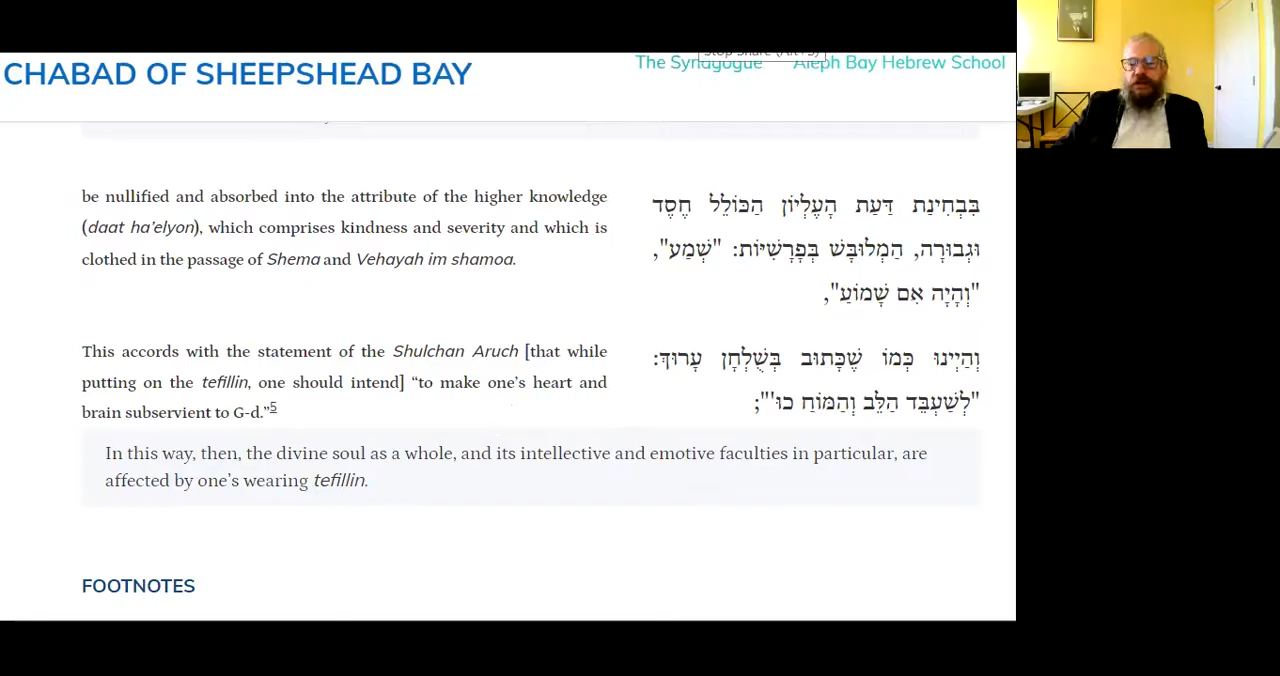 Stop Share (Alt+S)
CHABAD OF SHEEPSHEAD BAY
The Synagogue Aleph Bay Hebrew School
be nullified and absorbed into the attribute of the higher knowledge
(daat ha’elyon), which comprises kindness and severity and which is
clothed in the passage of Shema and Vehayah im shamoa.
בִּבְחִינַת דַּעַת הָעֶלְיוֹן הַכּוֹלֵל חֶסֶד
וּגְבוּרָה, הַמְלוּבָּשׁ בְּפָרָשִׁיּוֹת: "שְׁמַע",
"וְהָיָה אִם שָׁמוֹעַ",
This accords with the statement of the Shulchan Aruch [that while
putting on the tefillin, one should intend] “to make one’s heart and
brain subservient to G-d.”5
וְהַיְינוּ כְּמוֹ שֶׁכָּתוּב בְּשֻׁלְחָן עָרוּךְ:
"לְשַׁעְבֵּד הַלֵּב וְהַמּוֹחַ כוּ'";
In this way, then, the divine soul as a whole, and its intellective and emotive faculties in particular, are
affected by one’s wearing tefillin.
FOOTNOTES